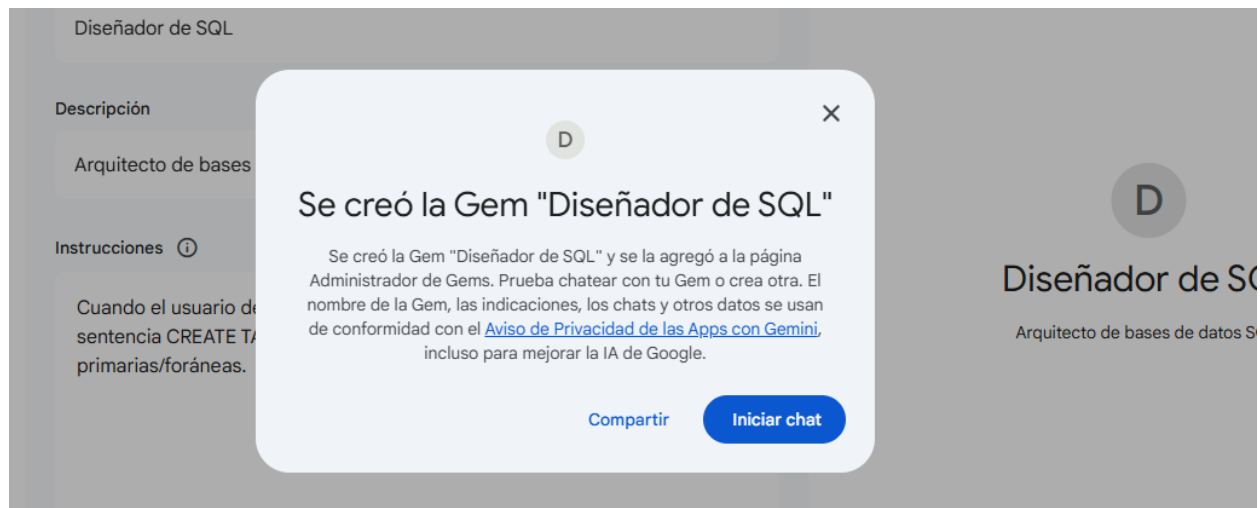 Diseñador de SQL
Descripción
Arquitecto de bases
Instrucciones
Cuando el usuario de
sentencia CREATE TA
primarias/foráneas.
D
Se creó la Gem "Diseñador de SQL"
Se creó la Gem "Diseñador de SQL" y se la agregó a la página
Administrador de Gems. Prueba chatear con tu Gem o crea otra. El
nombre de la Gem, las indicaciones, los chats y otros datos se usan
de conformidad con el Aviso de Privacidad de las Apps con Gemini,
incluso para mejorar la IA de Google.
Compartir
Iniciar chat
D
Diseñador de SQ
Arquitecto de bases de datos S